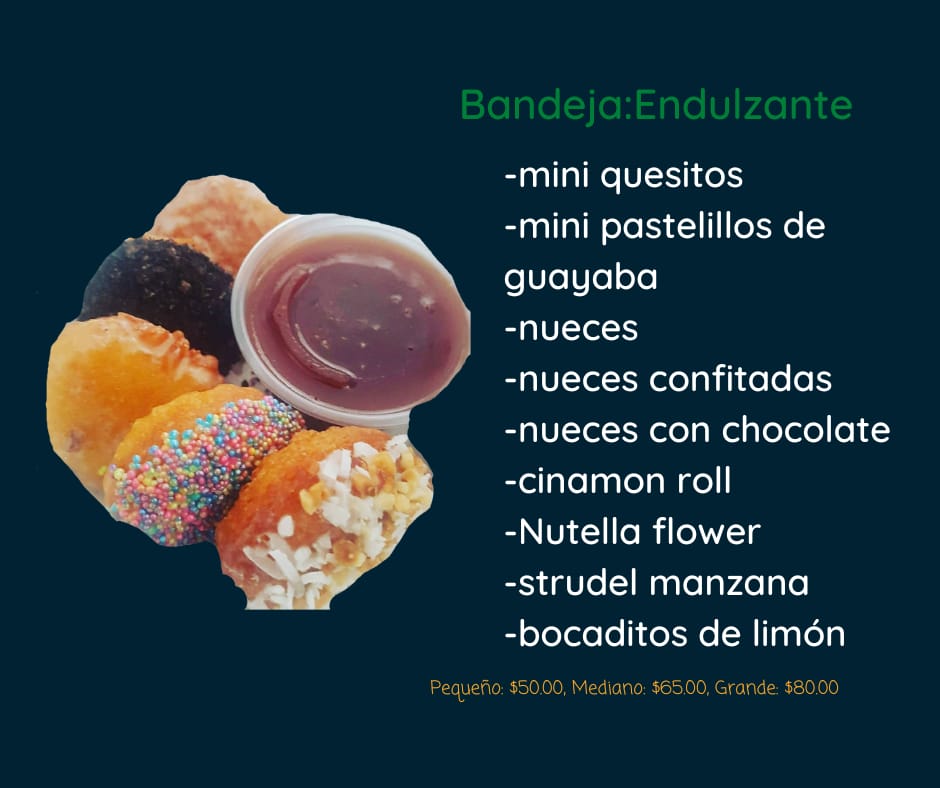 Bandeja:Endulzante
-mini quesitos
-mini pastelillos de
guayaba
-nueces
-nueces confitadas
-nueces con chocolate
-cinamon roll
-Nutella flower
-strudel manzana
-bocaditos de limón
Pequeño: $50.00, Mediano: $65.00, Grande: $80.00